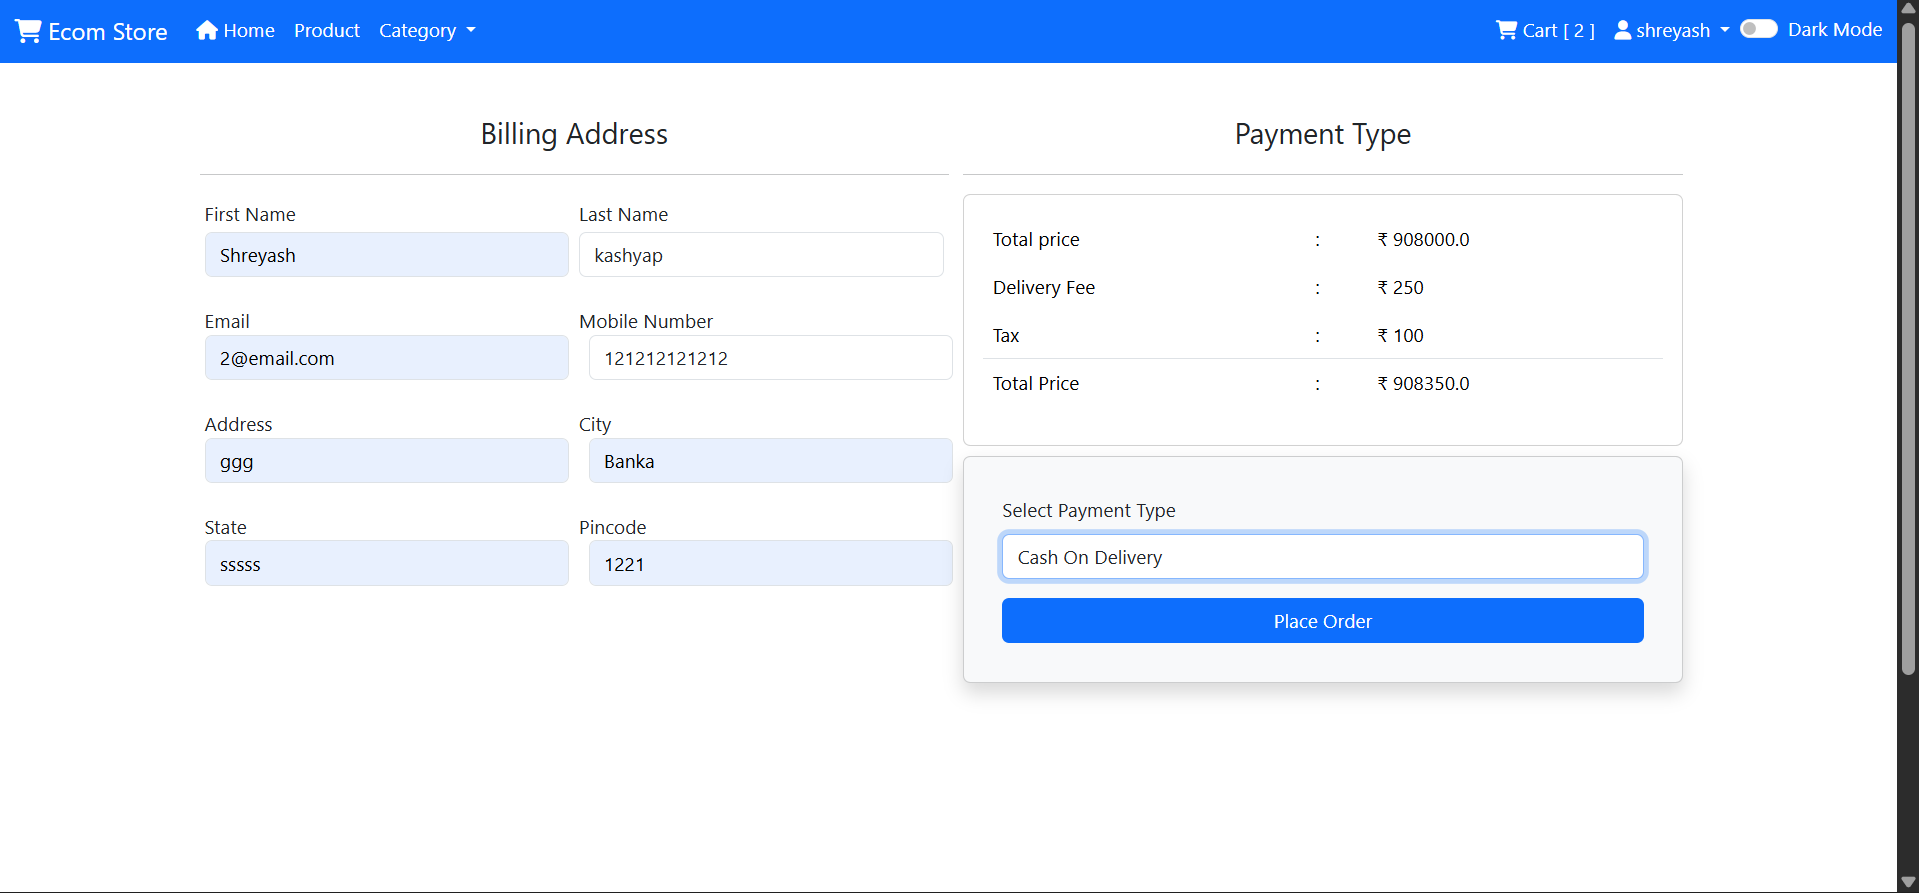 Ecom Store Home Product Category Cart [ 2 ] shreyash Dark Mode
Billing Address
First Name Last Name
Shreyash kashyap
Email Mobile Number
2@email.com 121212121212
Address City
ggg Banka
State Pincode
sssss 1221
Payment Type
Total price : ₹ 908000.0
Delivery Fee : ₹ 250
Tax : ₹ 100
Total Price : ₹ 908350.0
Select Payment Type
Cash On Delivery
Place Order